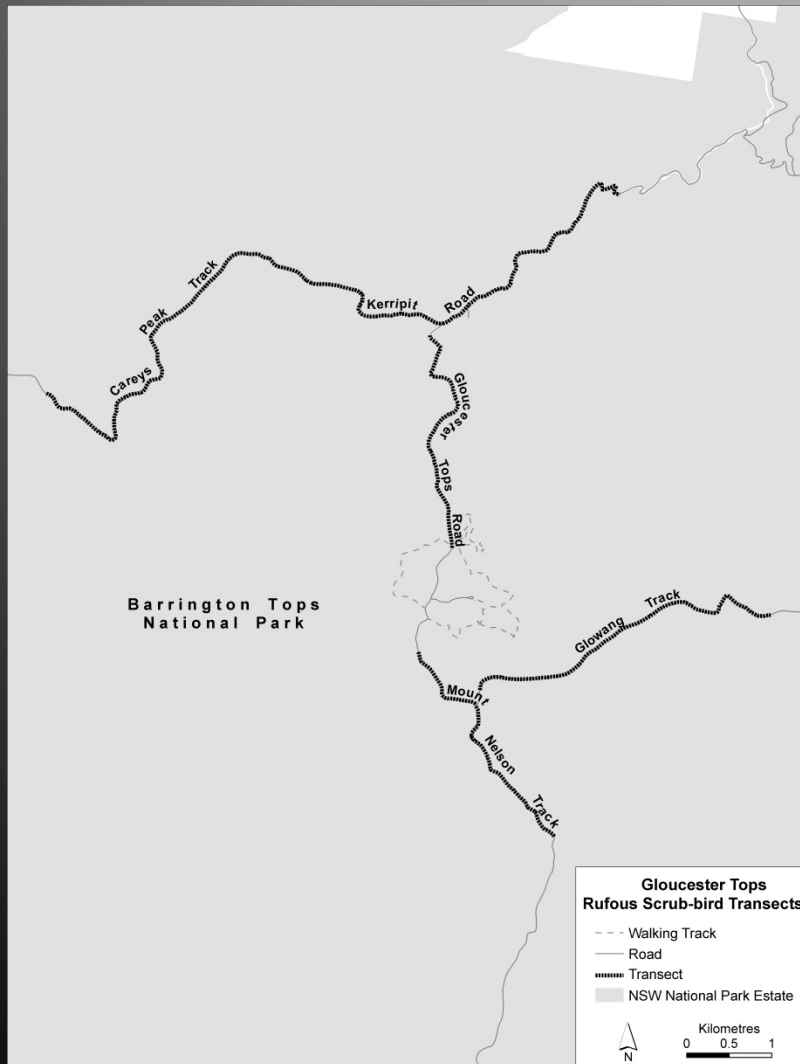 Careys Peak Track
Kerripit Road
Gloucester Tops Road
Barrington Tops
National Park
Glowang Track
Mount Nelson Track
Gloucester Tops
Rufous Scrub-bird Transects
Walking Track
Road
Transect
NSW National Park Estate
N
Kilometres
0 0.5 1